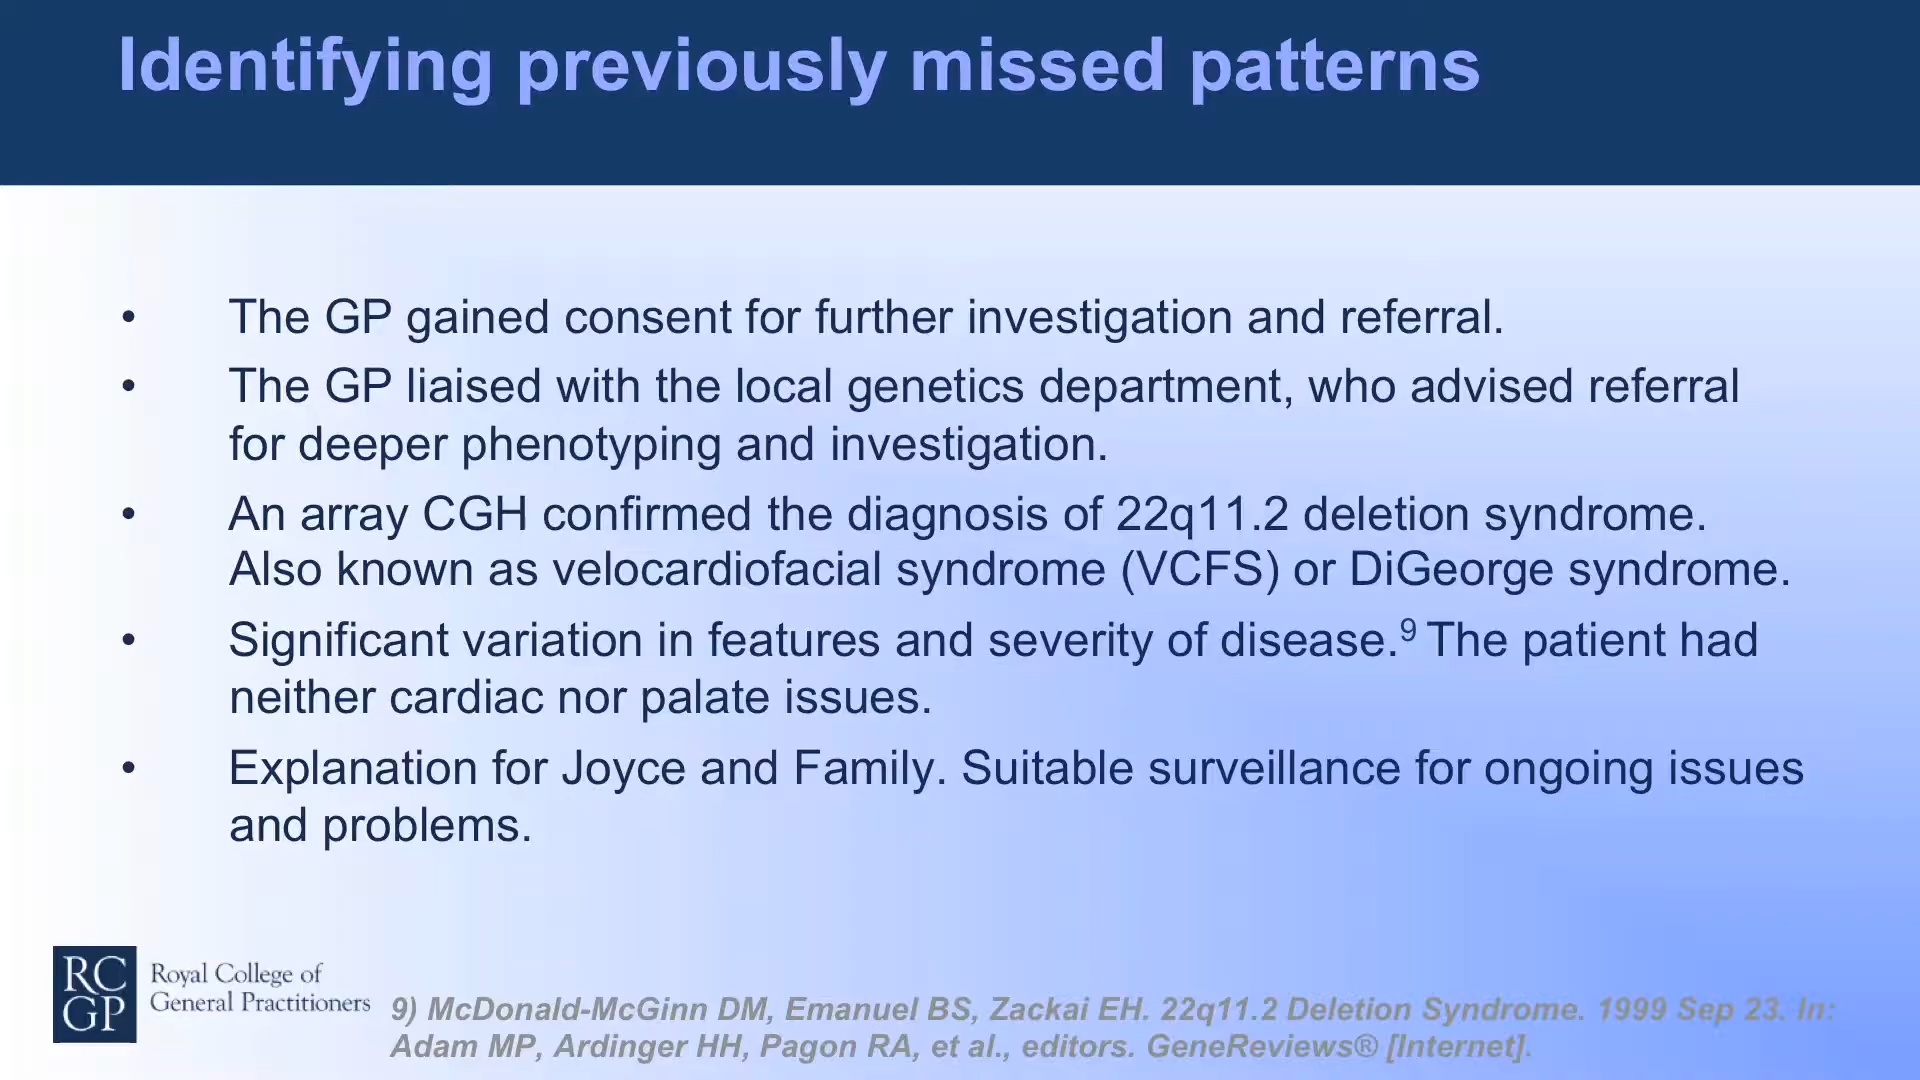 Identifying previously missed patterns
• The GP gained consent for further investigation and referral.
• The GP liaised with the local genetics department, who advised referral
for deeper phenotyping and investigation.
• An array CGH confirmed the diagnosis of 22q11.2 deletion syndrome.
Also known as velocardiofacial syndrome (VCFS) or DiGeorge syndrome.
• Significant variation in features and severity of disease.⁹ The patient had
neither cardiac nor palate issues.
• Explanation for Joyce and Family. Suitable surveillance for ongoing issues
and problems.
RC
GP
Royal College of
General Practitioners
9) McDonald-McGinn DM, Emanuel BS, Zackai EH. 22q11.2 Deletion Syndrome. 1999 Sep 23. In:
Adam MP, Ardinger HH, Pagon RA, et al., editors. GeneReviews® [Internet].